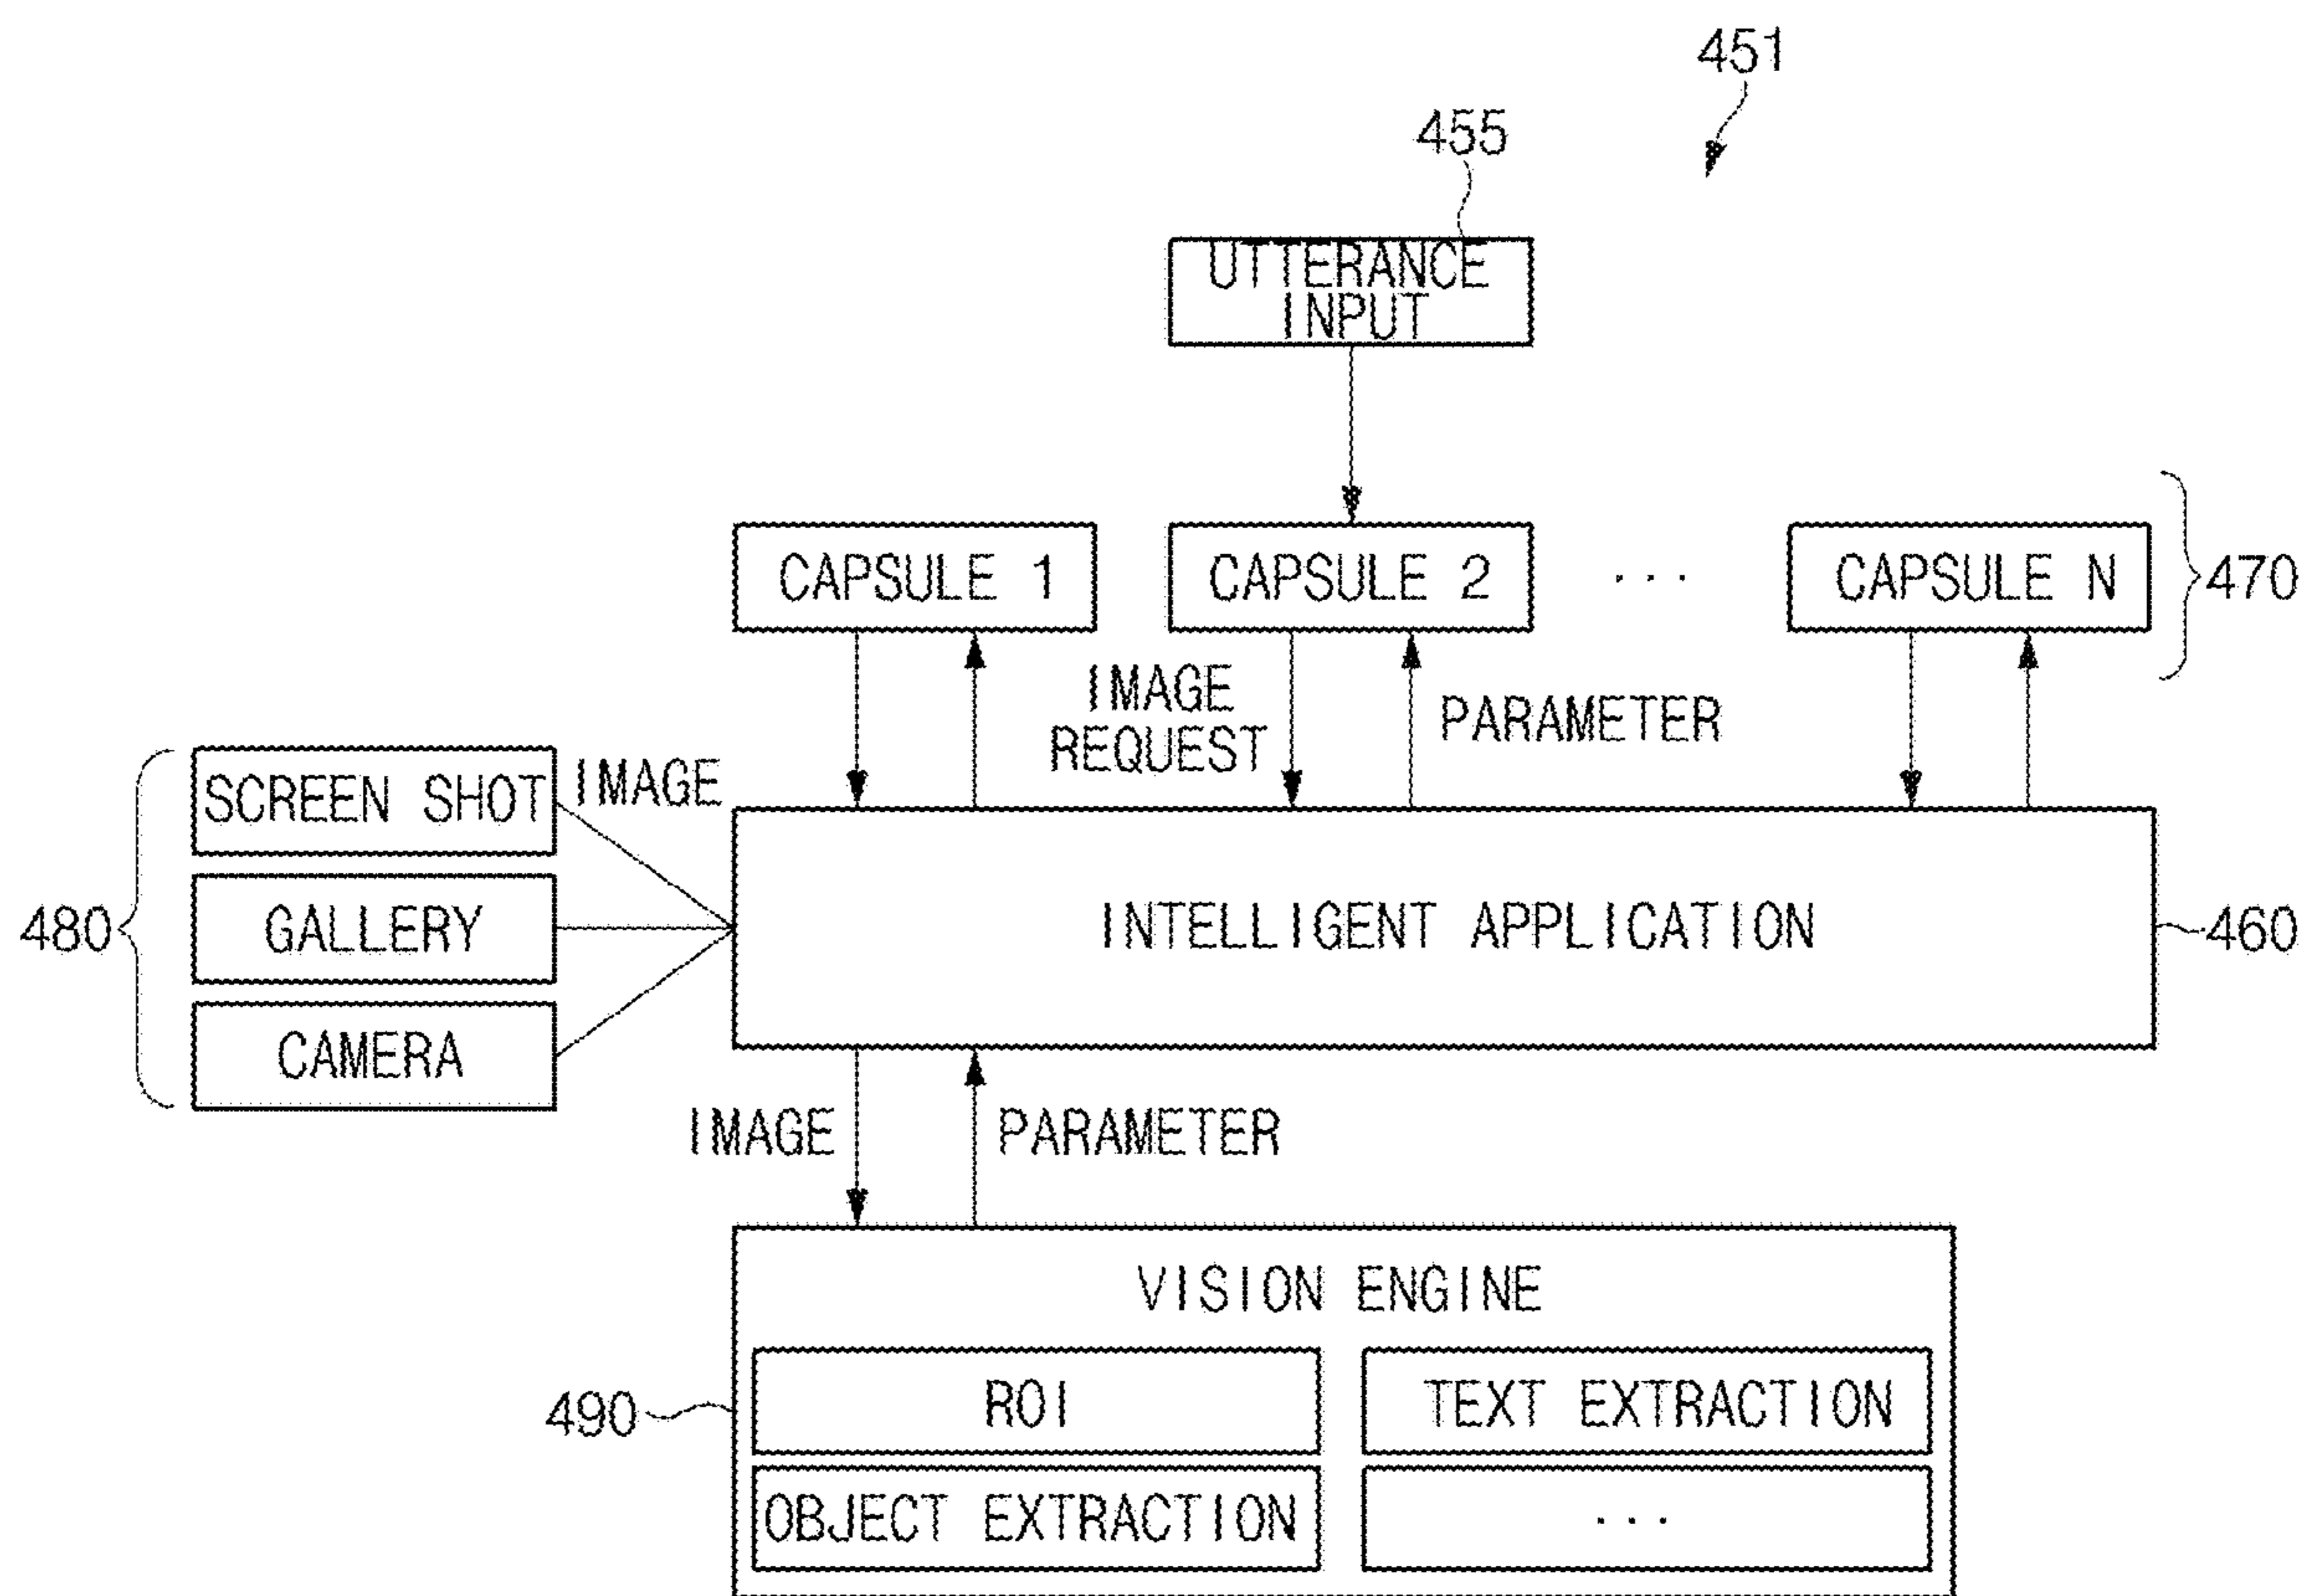 451
455
UTTERANCE
INPUT
CAPSULE 1
CAPSULE 2
...
CAPSULE N
470
IMAGE
REQUEST
PARAMETER
480
SCREEN SHOT
IMAGE
GALLERY
CAMERA
INTELLIGENT APPLICATION
460
IMAGE
PARAMETER
VISION ENGINE
490
ROI
TEXT EXTRACTION
OBJECT EXTRACTION
...